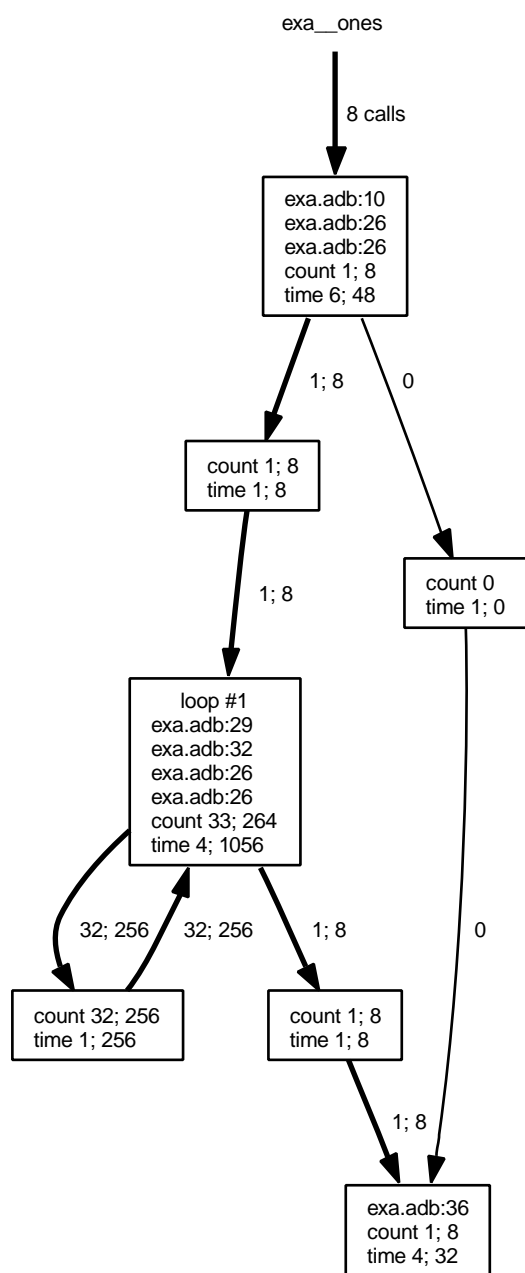 exa__ones
8 calls
exa.adb:10
exa.adb:26
exa.adb:26
count 1; 8
time 6; 48
1; 8
0
count 1; 8
time 1; 8
count 0
time 1; 0
1; 8
loop #1
exa.adb:29
exa.adb:32
exa.adb:26
exa.adb:26
count 33; 264
time 4; 1056
32; 256
32; 256
1; 8
0
count 32; 256
time 1; 256
count 1; 8
time 1; 8
1; 8
exa.adb:36
count 1; 8
time 4; 32